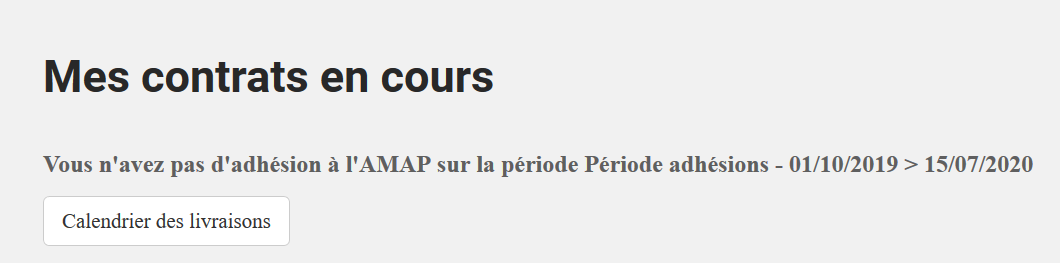 Mes contrats en cours
Vous n'avez pas d'adhésion à l'AMAP sur la période Période adhésions - 01/10/2019 > 15/07/2020
Calendrier des livraisons